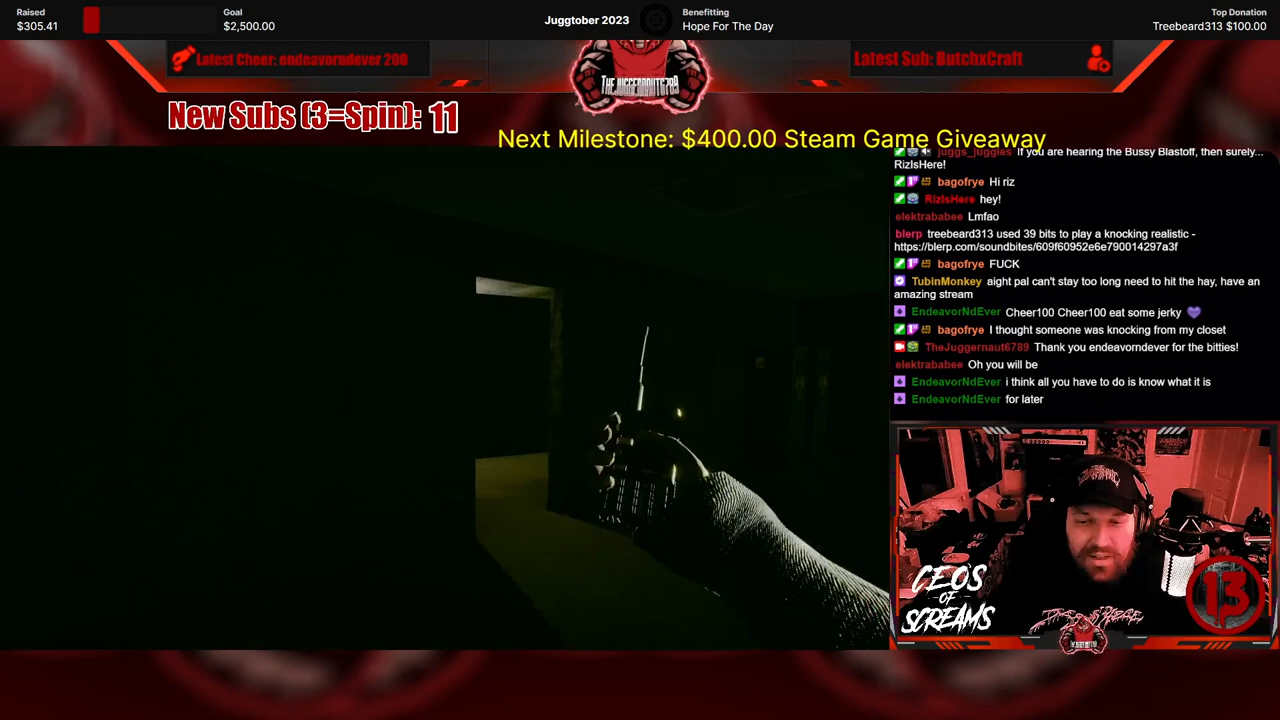 Raised
$305.41
Goal
$2,500.00
Juggtober 2023
Benefitting
Hope For The Day
Top Donation
Treebeard313 $100.00
Latest Cheer: endeavorndever 200
THEJUGGERNAUT6789
Latest Sub: ButchxCraft
New Subs (3=Spin): 11
Next Milestone: $400.00 Steam Game Giveaway
juggs_juggles If you are hearing the Bussy Blastoff, then surely...
RizIsHere!
bagofrye Hi riz
RizIsHere hey!
elektrababee Lmfao
blerp treebeard313 used 39 bits to play a knocking realistic -
https://blerp.com/soundbites/609f60952e6e790014297a3f
bagofrye FUCK
TubinMonkey aight pal can't stay too long need to hit the hay, have an
amazing stream
EndeavorNdEver Cheer100 Cheer100 eat some jerky
bagofrye I thought someone was knocking from my closet
TheJuggernaut6789 Thank you endeavorndever for the bitties!
elektrababee Oh you will be
EndeavorNdEver i think all you have to do is know what it is
EndeavorNdEver for later
CEO'S
OF
SCREAMS
13